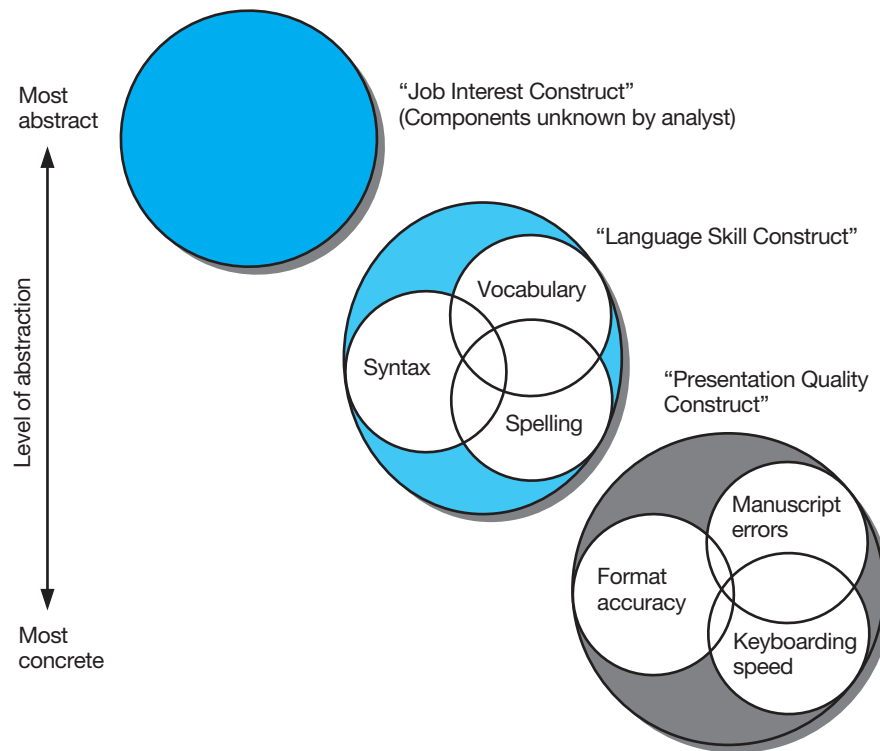 Most
abstract
“Job Interest Construct”
(Components unknown by analyst)
Level of abstraction
“Language Skill Construct”
Vocabulary
Syntax
Spelling
“Presentation Quality
Construct”
Manuscript
errors
Format
accuracy
Keyboarding
speed
Most
concrete